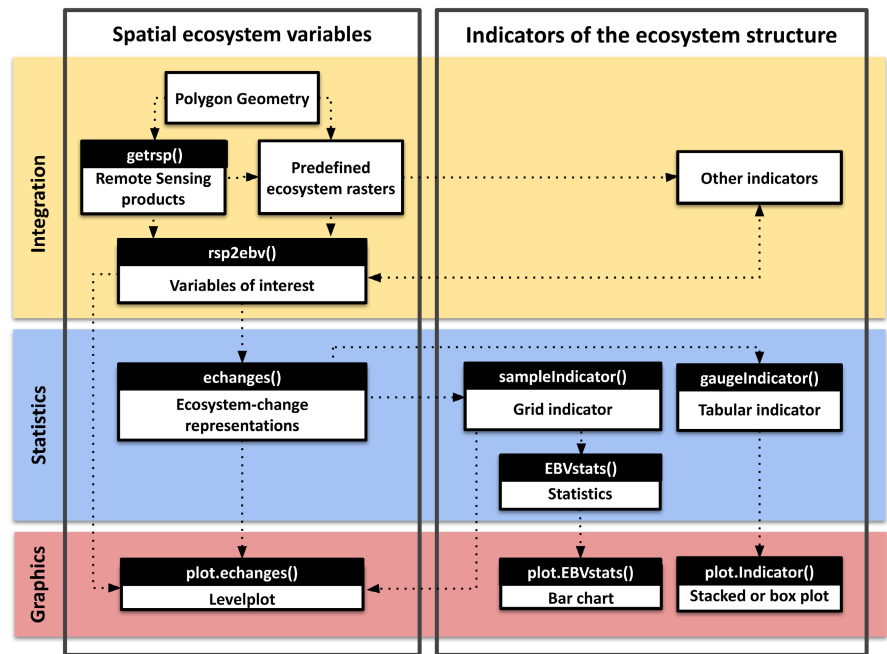 Spatial ecosystem variables
Indicators of the ecosystem structure
Integration
Polygon Geometry
getrsp()
Remote Sensing
products
Predefined
ecosystem rasters
Other indicators
rsp2ebv()
Variables of interest
Statistics
echanges()
Ecosystem-change
representations
sampleIndicator()
Grid indicator
gaugeIndicator()
Tabular indicator
EBVstats()
Statistics
Graphics
plot.echanges()
Levelplot
plot.EBVstats()
Bar chart
plot.Indicator()
Stacked or box plot